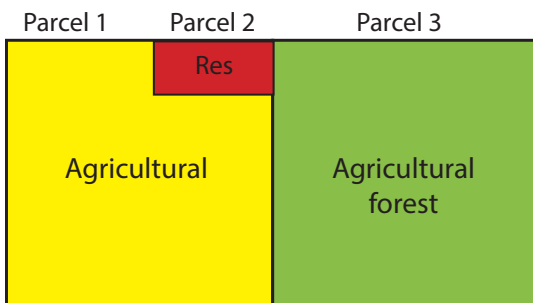 Parcel 1 Parcel 2 Parcel 3
Res
Agricultural
Agricultural
forest